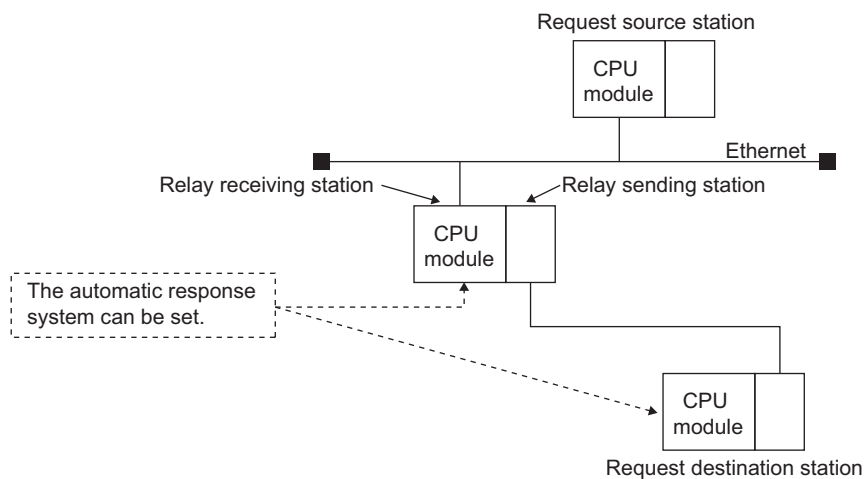 Request source station
CPU
module
Ethernet
Relay receiving station
Relay sending station
CPU
module
The automatic response
system can be set.
CPU
module
Request destination station